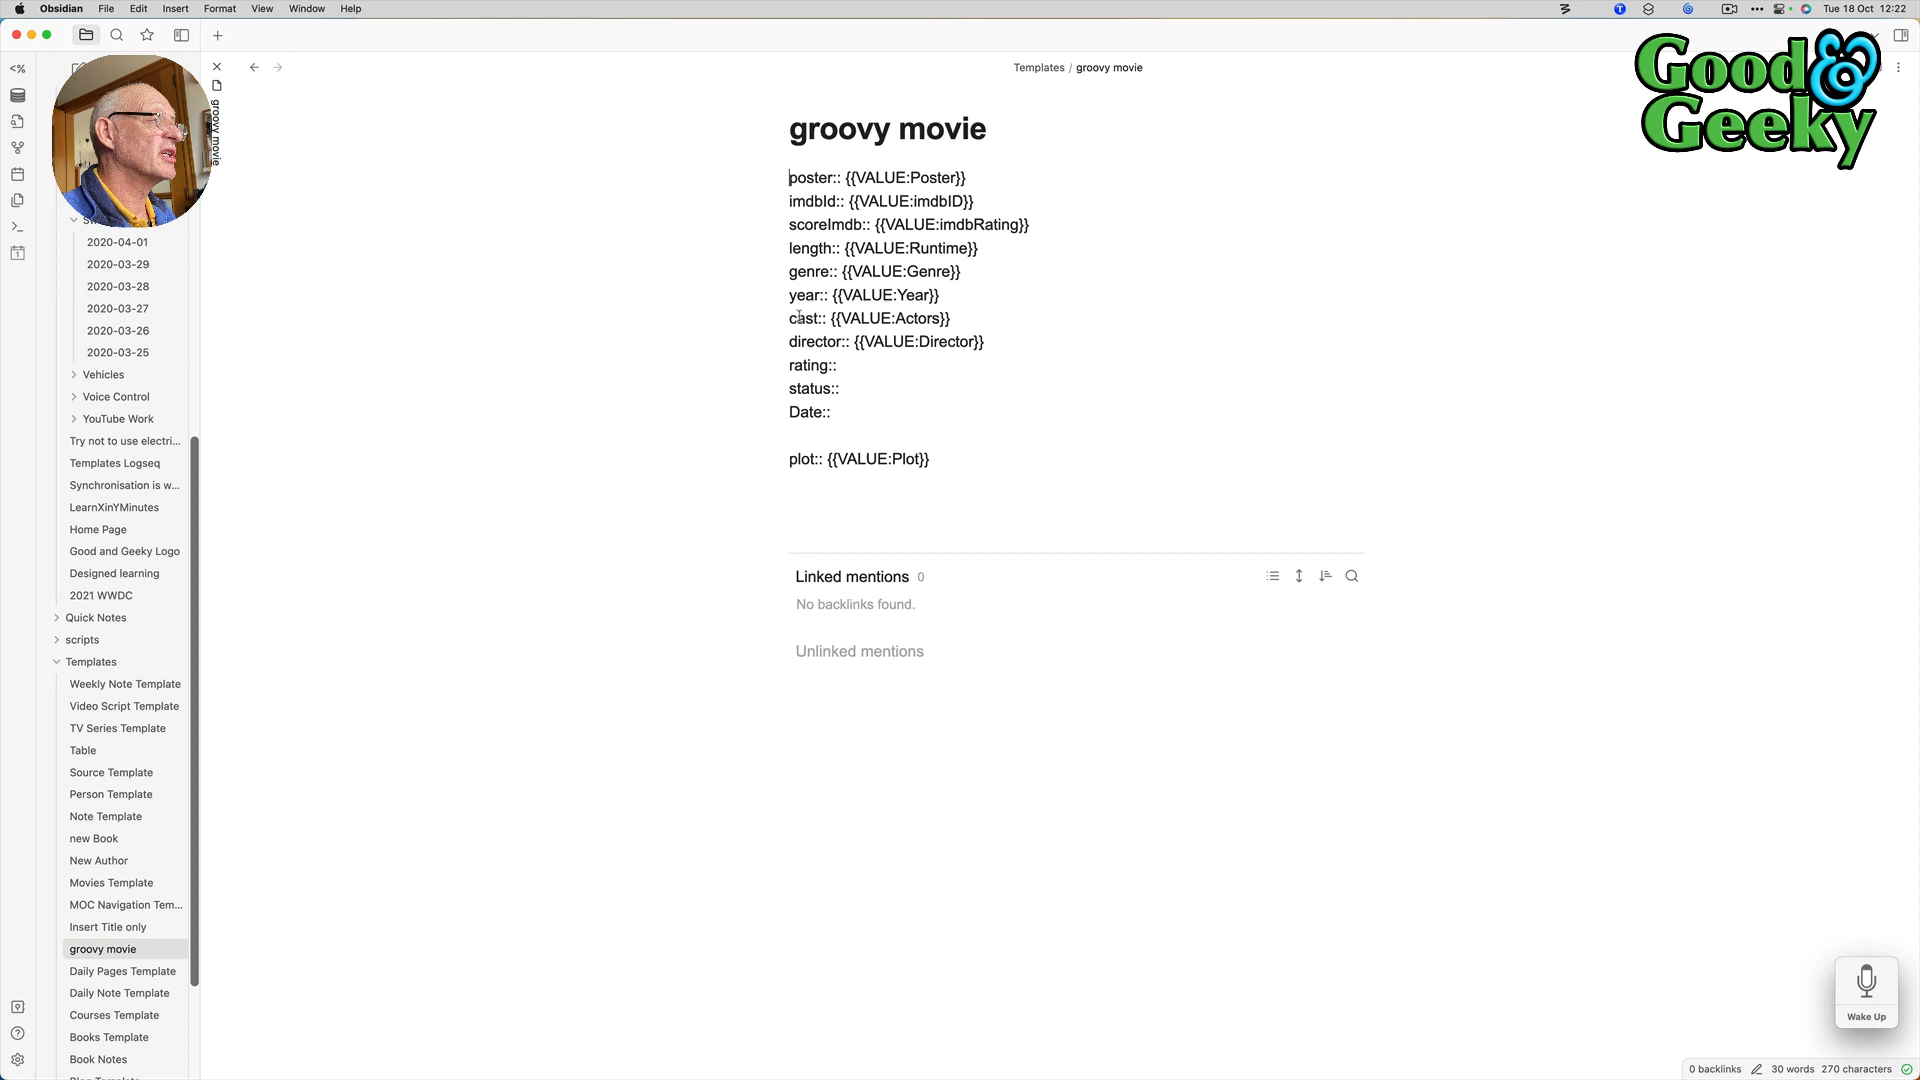 Obsidian File Edit Insert Format View Window Help
Tue 18 Oct 12:22
Good & Geeky
groovy movie
Templates / groovy movie
groovy movie
poster:: {{VALUE:Poster}}
imdbId:: {{VALUE:imdbID}}
scoreImdb:: {{VALUE:imdbRating}}
length:: {{VALUE:Runtime}}
genre:: {{VALUE:Genre}}
year:: {{VALUE:Year}}
cast:: {{VALUE:Actors}}
director:: {{VALUE:Director}}
rating::
status::
Date::
plot:: {{VALUE:Plot}}
Linked mentions 0
No backlinks found.
Unlinked mentions
2020-04-01
2020-03-29
2020-03-28
2020-03-27
2020-03-26
2020-03-25
Vehicles
Voice Control
YouTube Work
Try not to use electri...
Templates Logseq
Synchronisation is w...
LearnXinYMinutes
Home Page
Good and Geeky Logo
Designed learning
2021 WWDC
Quick Notes
scripts
Templates
Weekly Note Template
Video Script Template
TV Series Template
Table
Source Template
Person Template
Note Template
new Book
New Author
Movies Template
MOC Navigation Tem...
Insert Title only
groovy movie
Daily Pages Template
Daily Note Template
Courses Template
Books Template
Book Notes
Wake Up
0 backlinks 30 words 270 characters